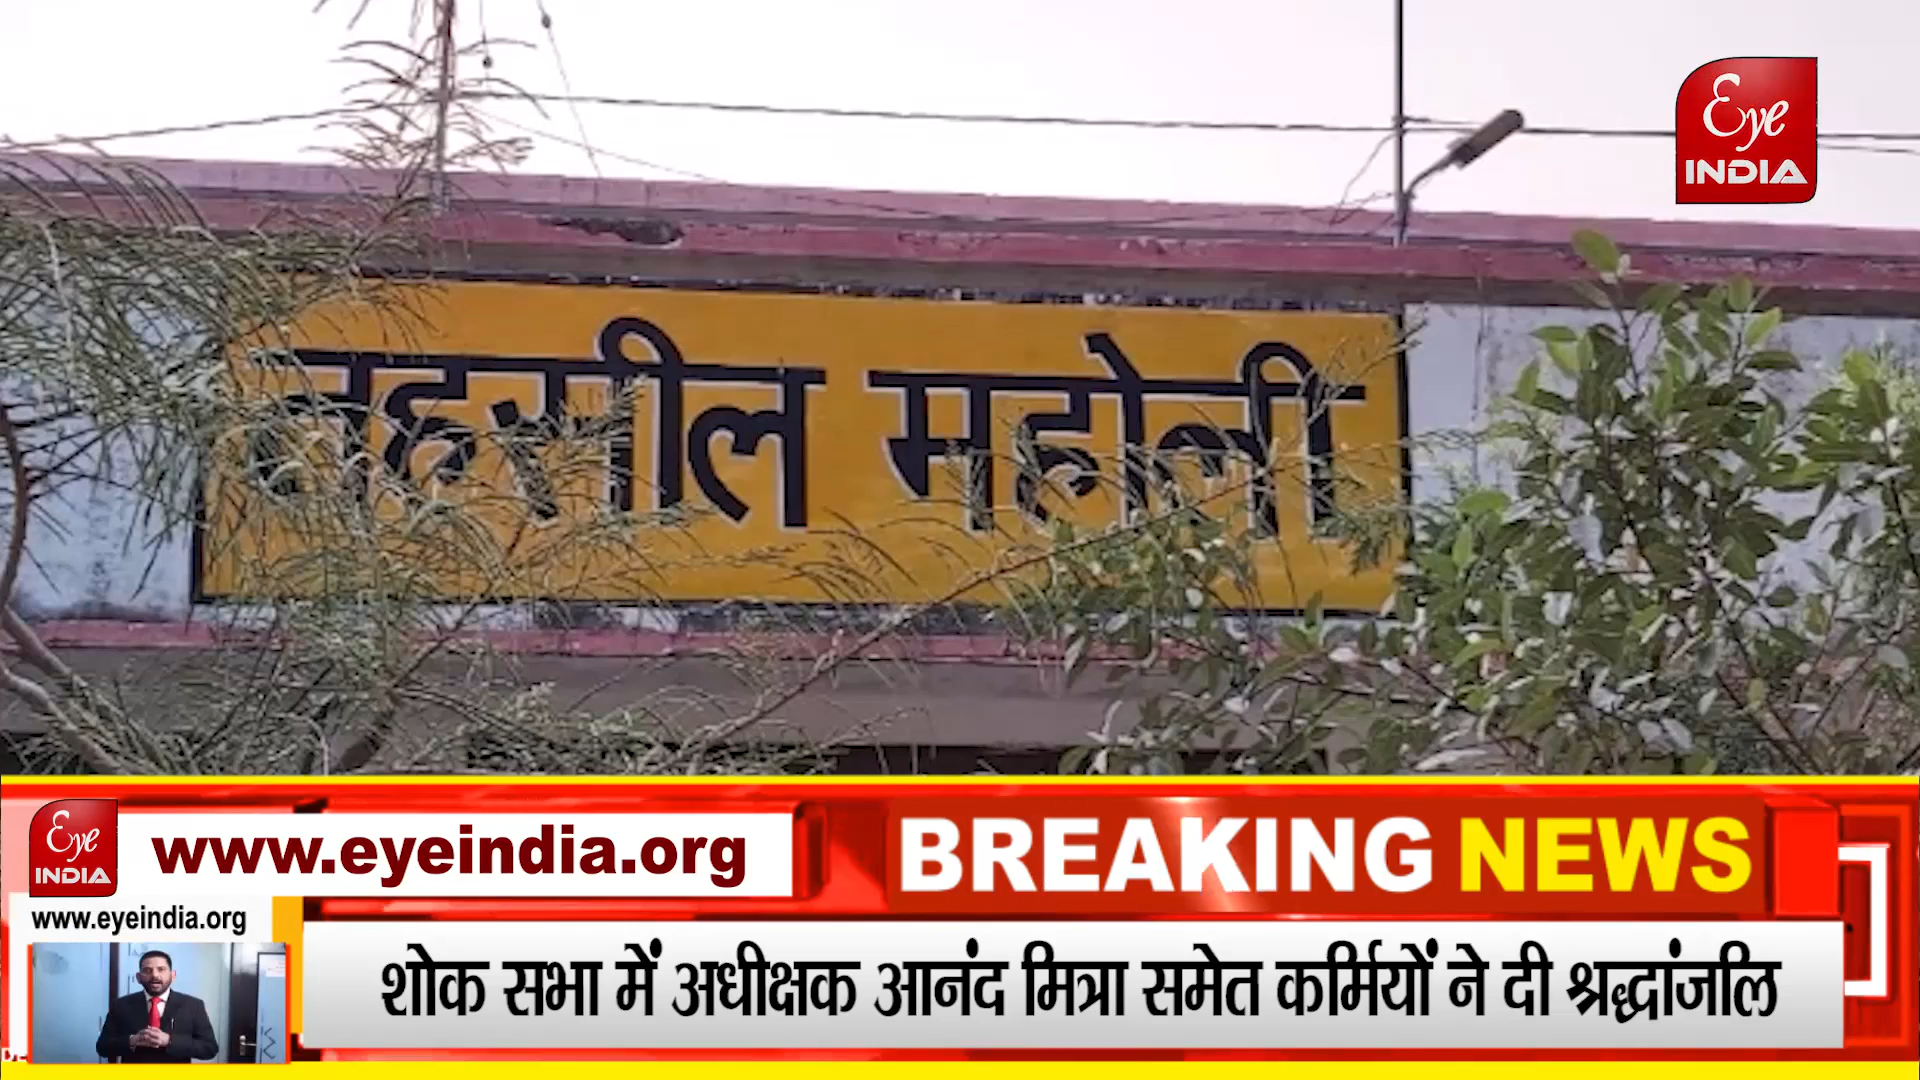 Eye
INDIA
तहसील महोली
Eye
INDIA
www.eyeindia.org
BREAKING NEWS
www.eyeindia.org
शोक सभा में अधीक्षक आनंद मित्रा समेत कर्मियों ने दी श्रद्धांजलि